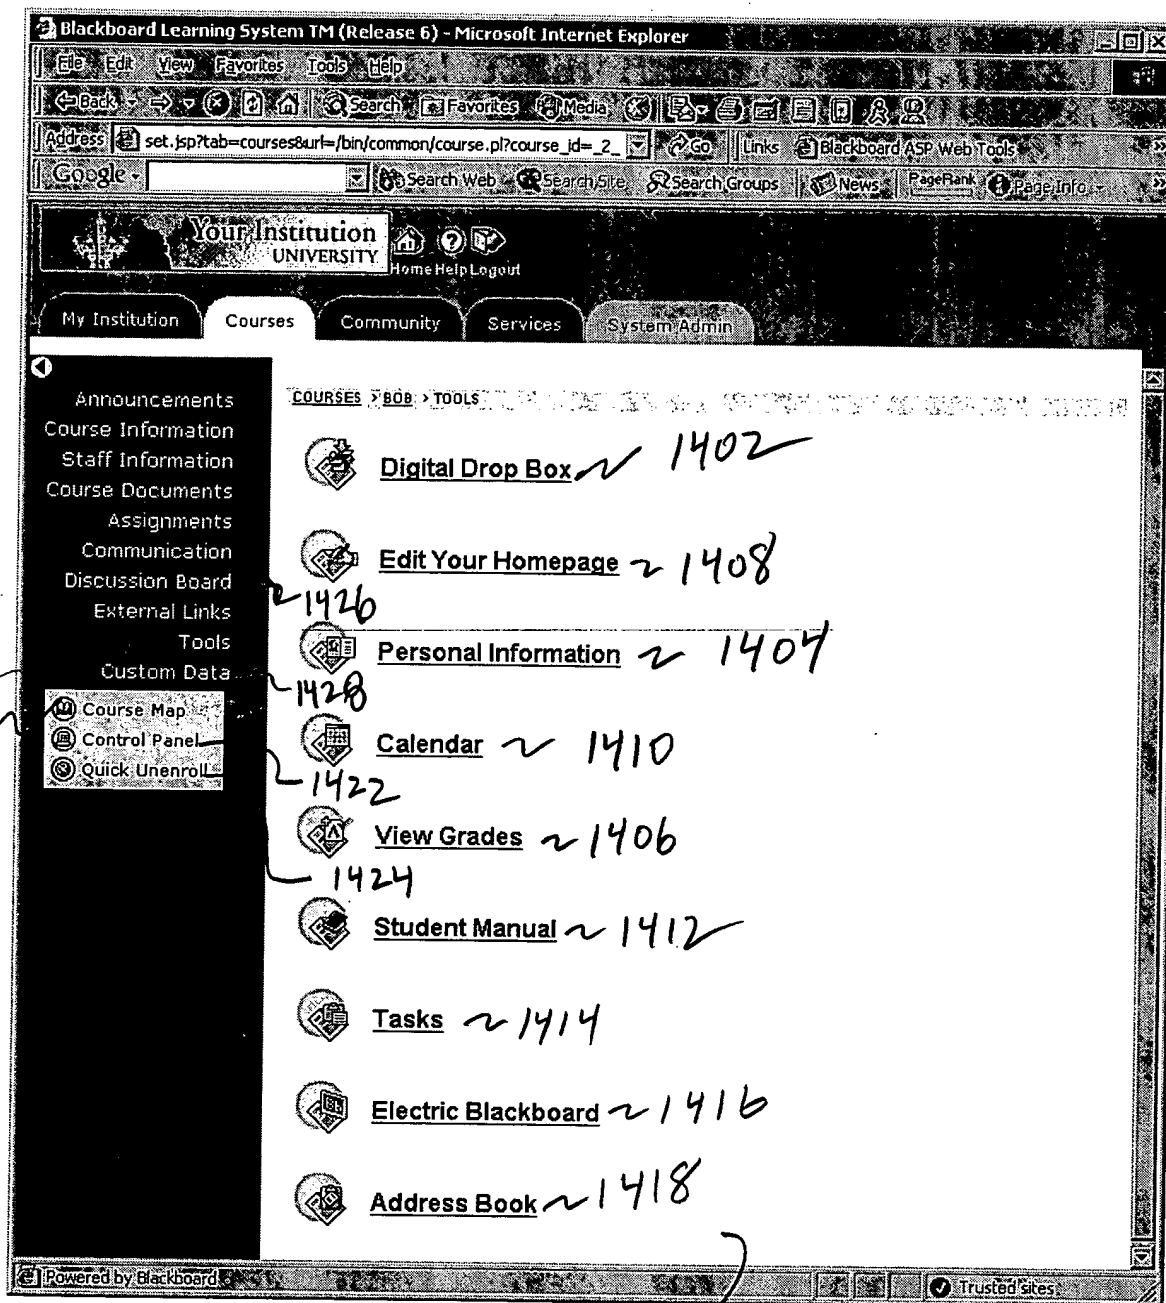 Blackboard Learning System TM (Release 6) - Microsoft Internet Explorer
File Edit View Favorites Tools Help
Back Search Favorites Media
Address set.jsp?tab=courses&url=/bin/common/course.pl?course_id=_2_ Go Links Blackboard ASP Web Tools
Google Search Web Search Site Search Groups News PageRank Page Info
Your Institution
UNIVERSITY
Home Help Logout
My Institution Courses Community Services System Admin
COURSES > BOB > TOOLS
Announcements
Course Information
Staff Information
Course Documents
Assignments
Communication
Discussion Board
External Links
Tools
Custom Data
Course Map
Control Panel
Quick Unenroll
1426
1428
1422
1424
Digital Drop Box 1402
Edit Your Homepage 1408
Personal Information 1404
Calendar 1410
View Grades 1406
Student Manual 1412
Tasks 1414
Electric Blackboard 1416
Address Book 1418
Powered by Blackboard Trusted sites